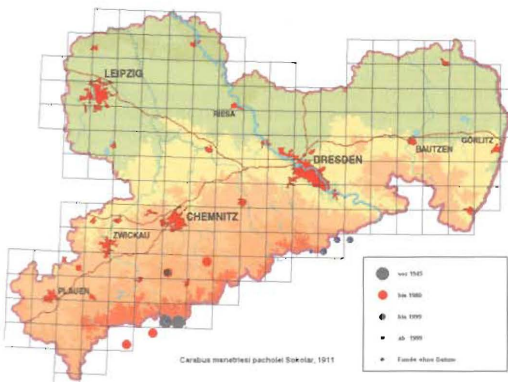 LEIPZIG
RIESA
DRESDEN
BAUTZEN
GÖRLITZ
CHEMNITZ
ZWICKAU
PLAUEN
vor 1945
bis 1980
bis 1999
ab 1999
Funde ohne Datum
Carabus menetriesi pacholei Sokolar, 1911